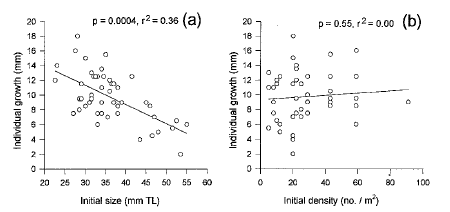 p = 0.0004, r² = 0.36 (a)
Individual growth (mm)
20
18
16
14
12
10
8
6
4
2
0
20 25 30 35 40 45 50 55 60
Initial size (mm TL)
p = 0.55, r² = 0.00 (b)
Individual growth (mm)
20
18
16
14
12
10
8
6
4
2
0
0 20 40 60 80 100
Initial density (no. / m²)